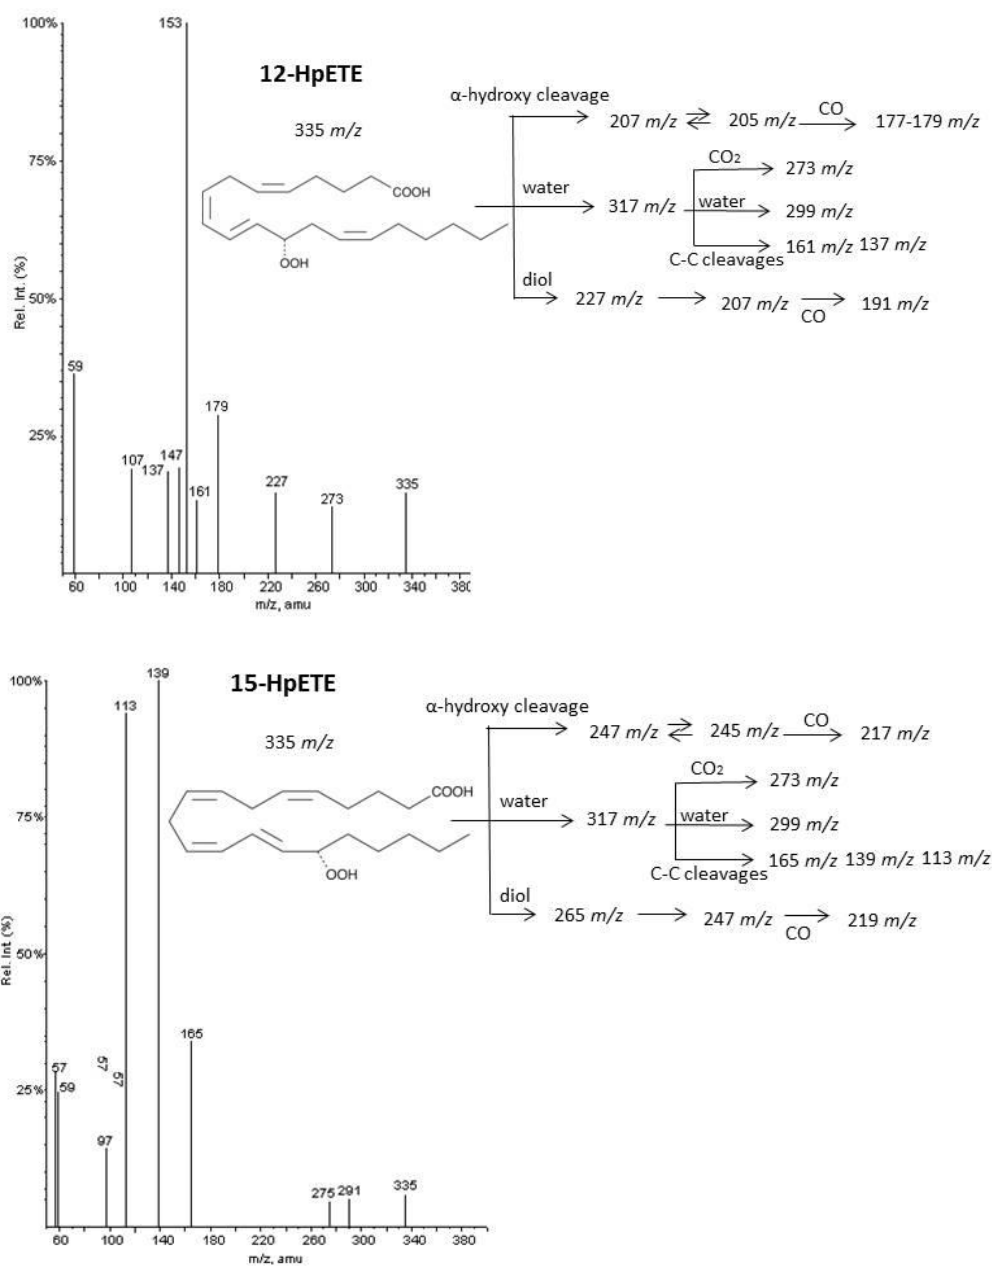 100%
153
12-HpETE
335 m/z
75%
50%
25%
Rel. Int. (%)
59
107
137
147
161
179
227
273
335
60 100 140 180 220 260 300 340 380
m/z, amu
COOH
OOH
α-hydroxy cleavage
207 m/z 205 m/z CO 177-179 m/z
water 317 m/z
CO2 273 m/z
water 299 m/z
C-C cleavages 161 m/z 137 m/z
diol 227 m/z 207 m/z CO 191 m/z
100%
139
113
15-HpETE
335 m/z
75%
50%
25%
Rel. Int (%)
165
57
57
57
59
97
275 291
335
60 100 140 180 220 260 300 340 380
m/z, amu
COOH
OOH
α-hydroxy cleavage
247 m/z 245 m/z CO 217 m/z
water 317 m/z
CO2 273 m/z
water 299 m/z
C-C cleavages 165 m/z 139 m/z 113 m/z
diol 265 m/z 247 m/z CO 219 m/z